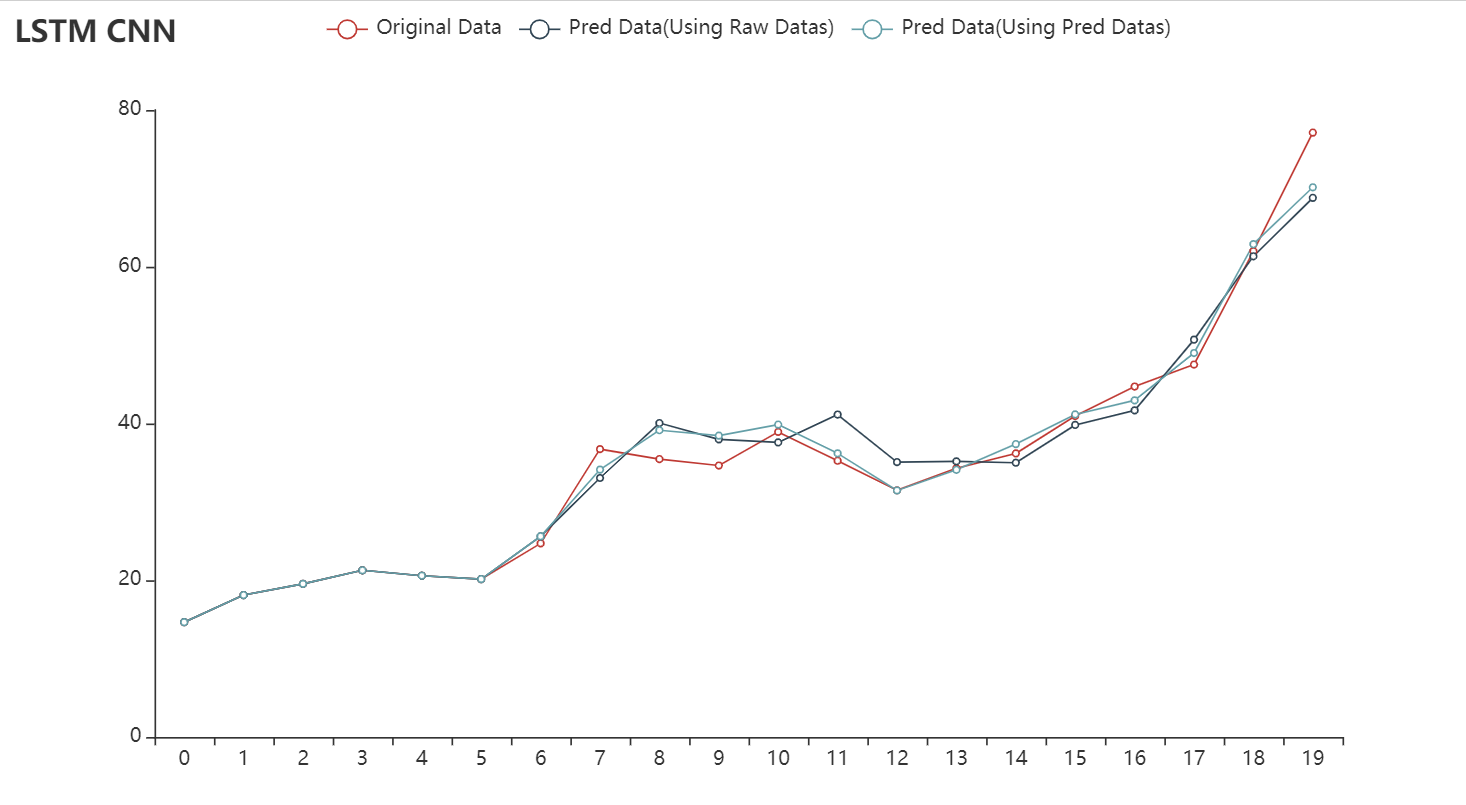 LSTM CNN
Original Data Pred Data(Using Raw Datas) Pred Data(Using Pred Datas)
80
60
40
20
0
0 1 2 3 4 5 6 7 8 9 10 11 12 13 14 15 16 17 18 19